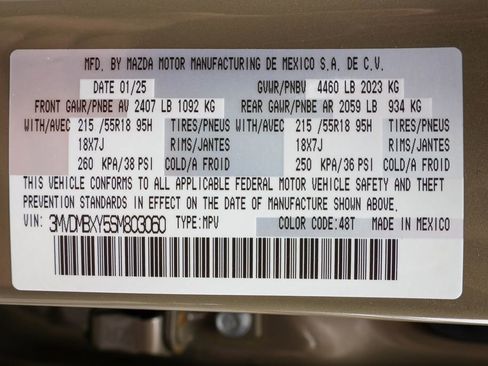 MFD. BY MAZDA MOTOR MANUFACTURING DE MEXICO S.A. DE C.V.
DATE 01/25 GVWR/PNBV 4460 LB 2023 KG
FRONT GAWR/PNBE AV 2407 LB 1092 KG REAR GAWR/PNBE AR 2059 LB 934 KG
WITH/AVEC 215 /55R18 95H TIRES/PNEUS WITH/AVEC 215 /55R18 95H TIRES/PNEUS
18X7J RIMS/JANTES 18X7J RIMS/JANTES
260 KPA/38 PSI COLD/A FROID 250 KPA/36 PSI COLD/A FROID
THIS VEHICLE CONFORMS TO ALL APPLICABLE FEDERAL MOTOR VEHICLE SAFETY AND THEFT
PREVENTION STANDARDS IN EFFECT ON THE DATE OF MANUFACTURE SHOWN ABOVE.
VIN: 3MVDMBXY5SM803060 TYPE:MPV COLOR CODE:48T MADE IN MEXICO